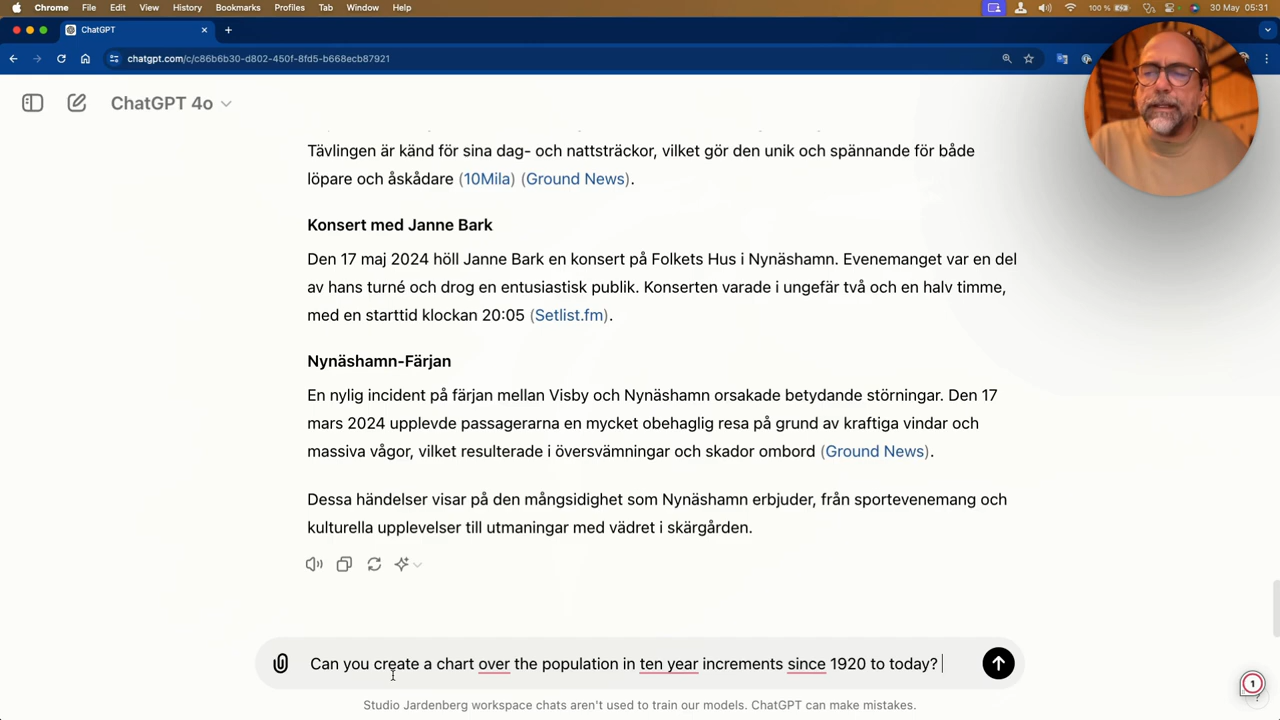 Chrome File Edit View History Bookmarks Profiles Tab Window Help 100 % 30 May 05:31
ChatGPT
chatgpt.com/c/c86b6b30-d802-450f-8fd5-b668ecb87921
ChatGPT 4o
Tävlingen är känd för sina dag- och nattsträckor, vilket gör den unik och spännande för både
löpare och åskådare (10Mila) (Ground News).
Konsert med Janne Bark
Den 17 maj 2024 höll Janne Bark en konsert på Folkets Hus i Nynäshamn. Evenemanget var en del
av hans turné och drog en entusiastisk publik. Konserten varade i ungefär två och en halv timme,
med en starttid klockan 20:05 (Setlist.fm).
Nynäshamn-Färjan
En nylig incident på färjan mellan Visby och Nynäshamn orsakade betydande störningar. Den 17
mars 2024 upplevde passagerarna en mycket obehaglig resa på grund av kraftiga vindar och
massiva vågor, vilket resulterade i översvämningar och skador ombord (Ground News).
Dessa händelser visar på den mångsidighet som Nynäshamn erbjuder, från sportevenemang och
kulturella upplevelser till utmaningar med vädret i skärgården.
Can you create a chart over the population in ten year increments since 1920 to today?
Studio Jardenberg workspace chats aren't used to train our models. ChatGPT can make mistakes.
1